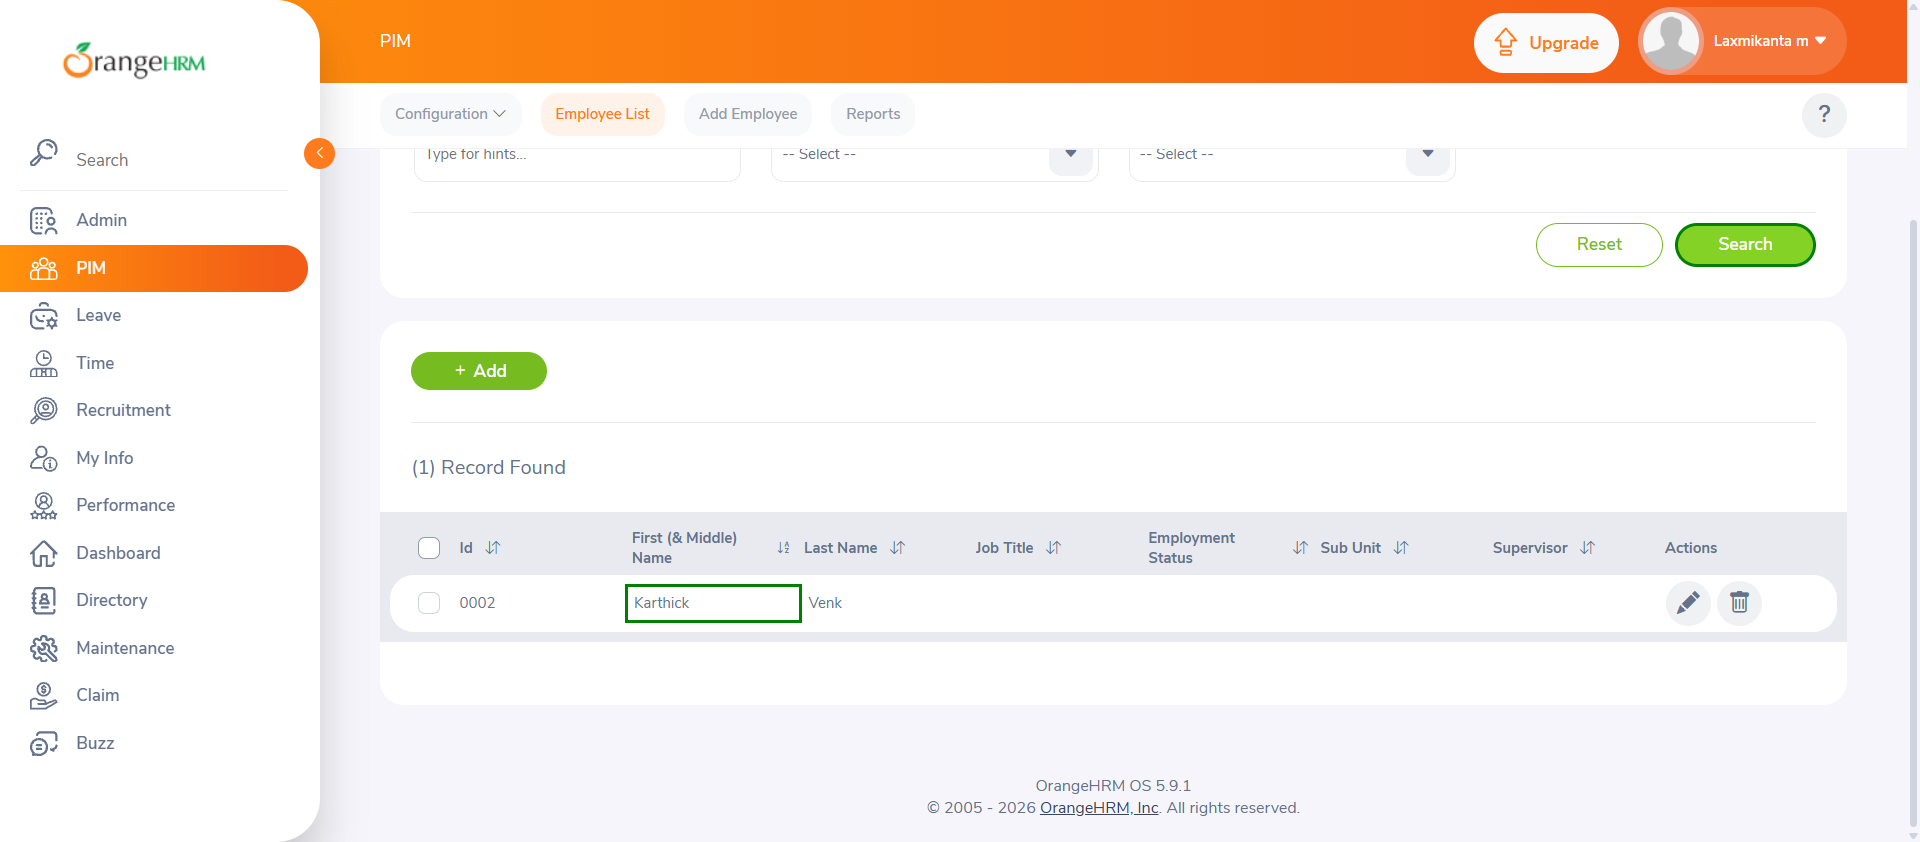 OrangeHRM
Search
Admin
PIM
Leave
Time
Recruitment
My Info
Performance
Dashboard
Directory
Maintenance
Claim
Buzz
PIM
Upgrade
Laxmikanta m
Configuration
Employee List
Add Employee
Reports
?
Type for hints...
-- Select --
-- Select --
Reset
Search
+ Add
(1) Record Found
Id
First (& Middle)
Name
Last Name
Job Title
Employment
Status
Sub Unit
Supervisor
Actions
0002
Karthick
Venk
OrangeHRM OS 5.9.1
© 2005 - 2026 OrangeHRM, Inc. All rights reserved.